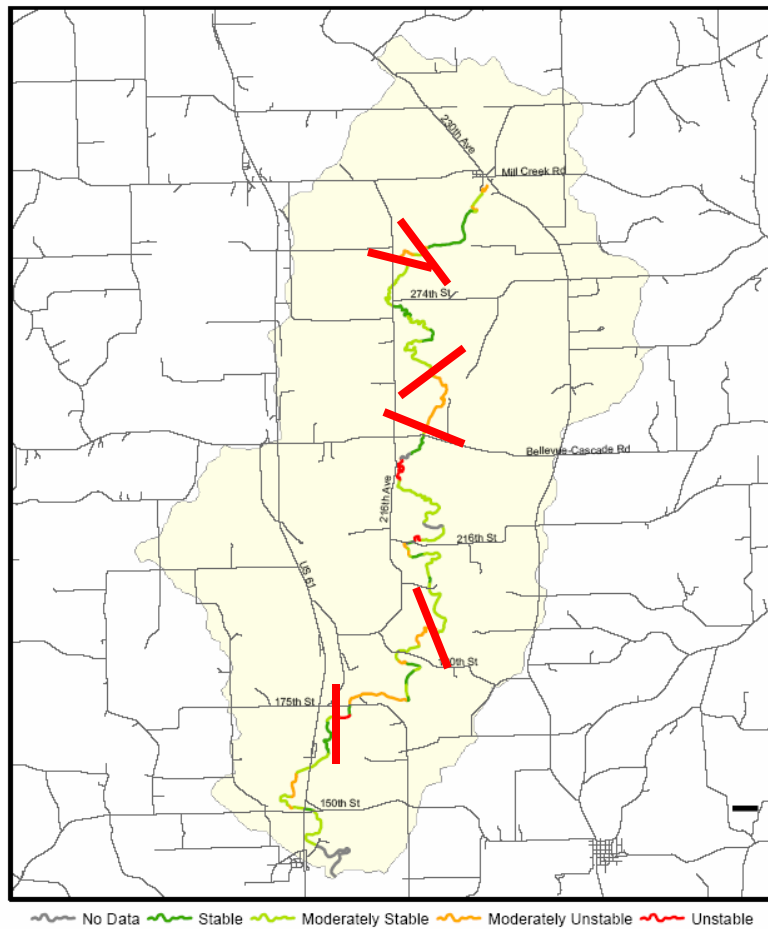 230th Ave
Mill Creek Rd
274th St
Bellevue-Cascade Rd
216th Ave
216th St
US 61
175th St
150th St
No Data Stable Moderately Stable Moderately Unstable Unstable